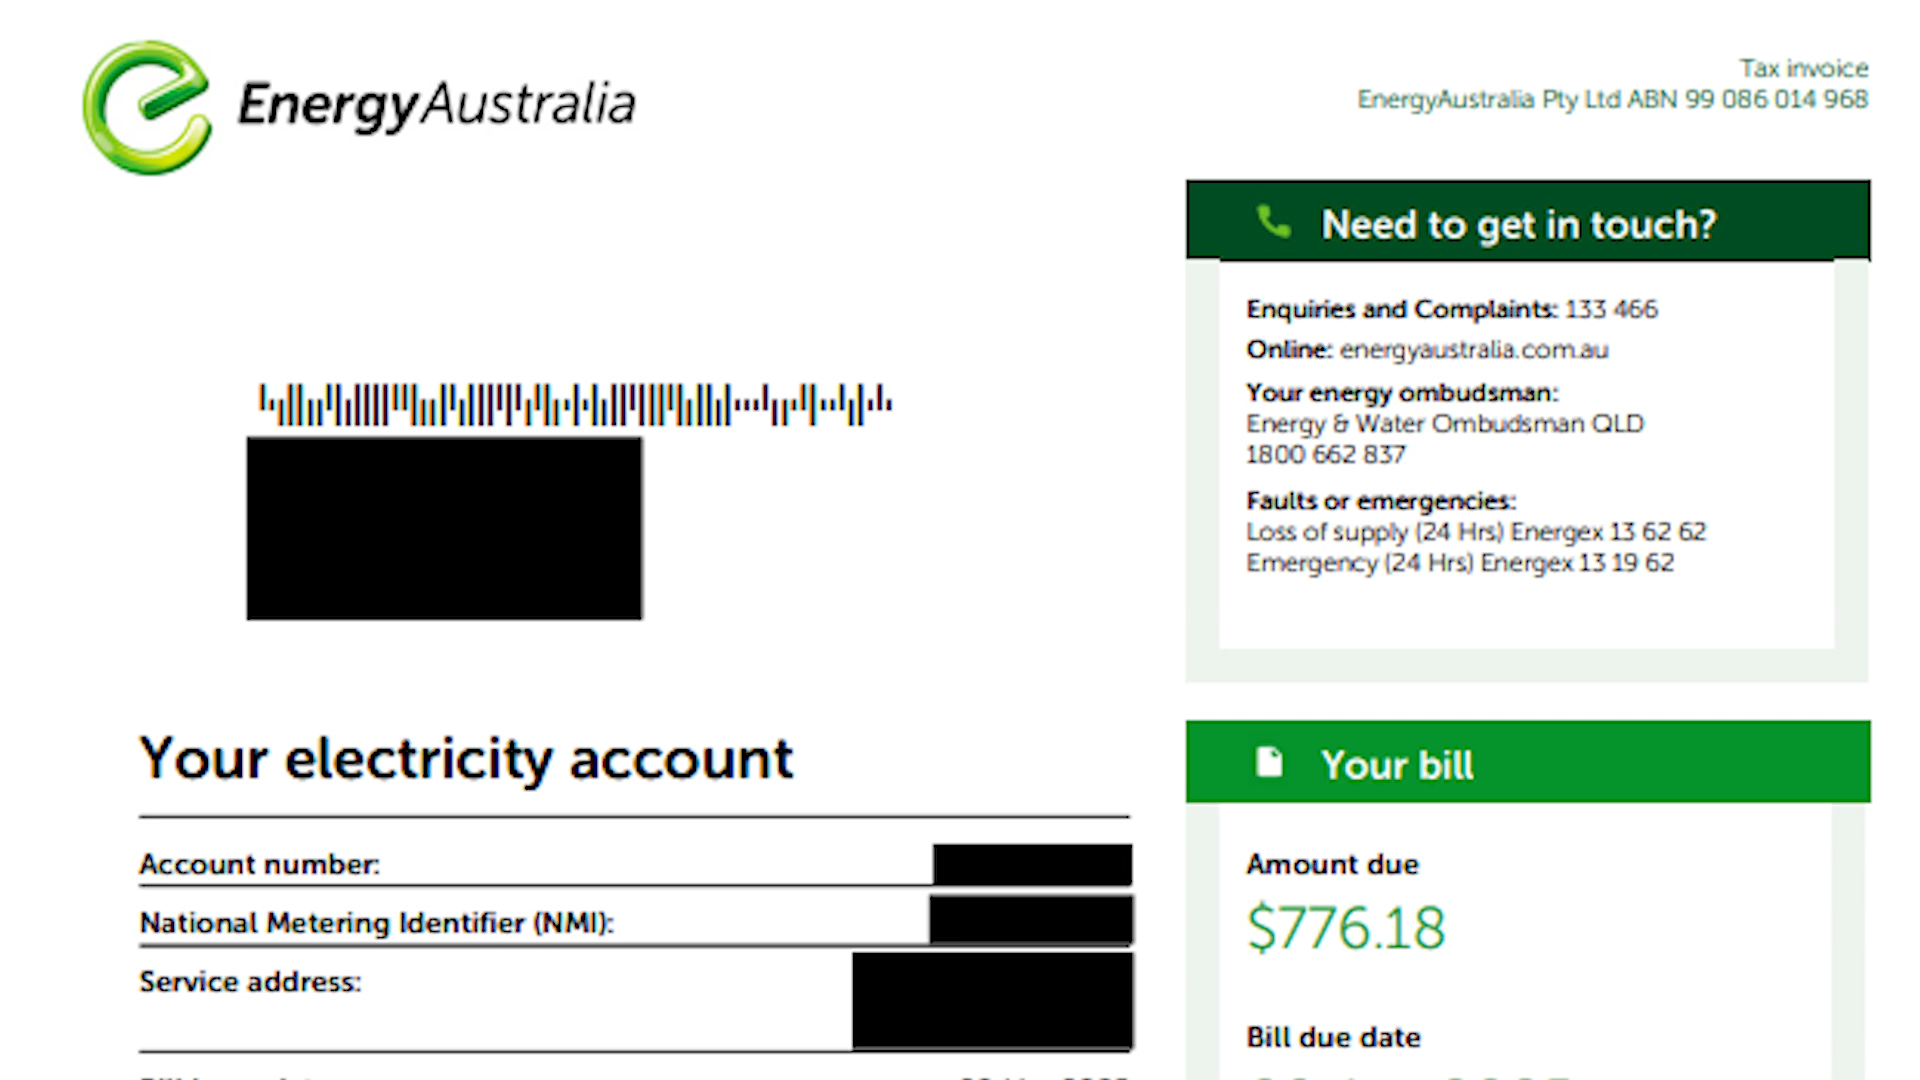 EnergyAustralia
Tax invoice
EnergyAustralia Pty Ltd ABN 99 086 014 968
Need to get in touch?
Enquiries and Complaints: 133 466
Online: energyaustralia.com.au
Your energy ombudsman:
Energy & Water Ombudsman QLD
1800 662 837
Faults or emergencies:
Loss of supply (24 Hrs) Energex 13 62 62
Emergency (24 Hrs) Energex 13 19 62
Your electricity account
Account number:
National Metering Identifier (NMI):
Service address:
Your bill
Amount due
$776.18
Bill due date